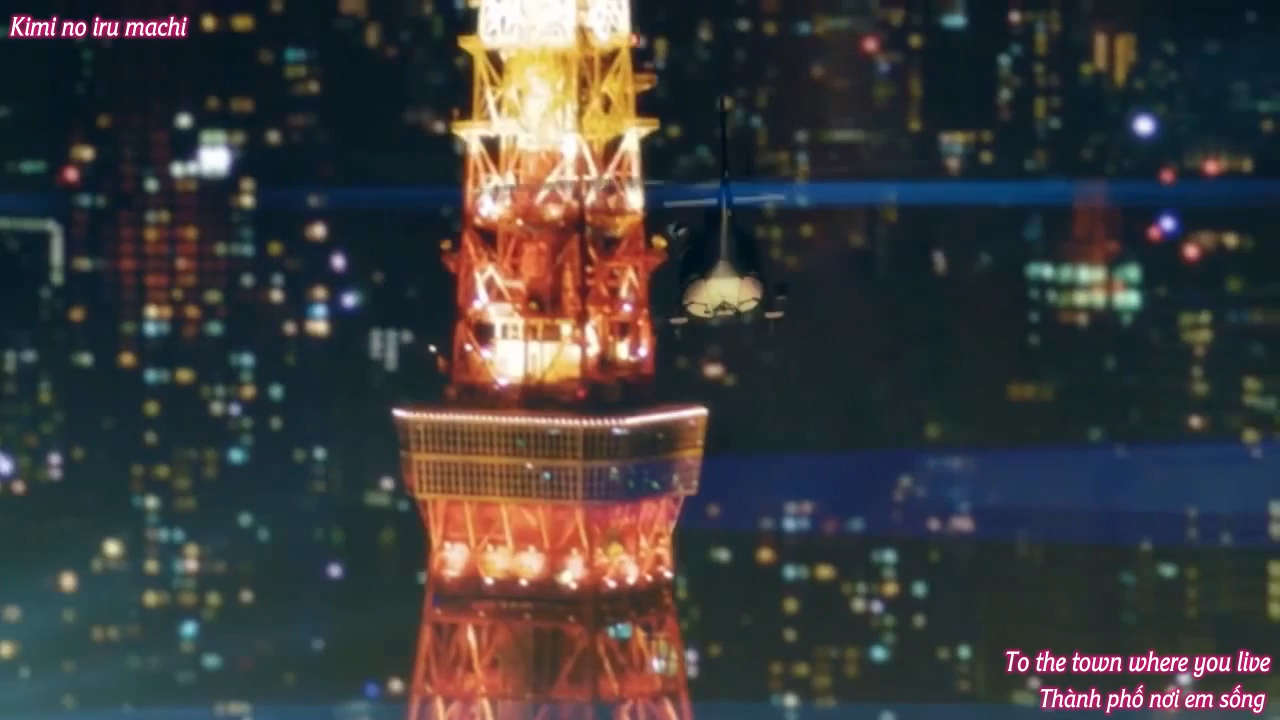 Kimi no iru machi
To the town where you live
Thành phố nơi em sống